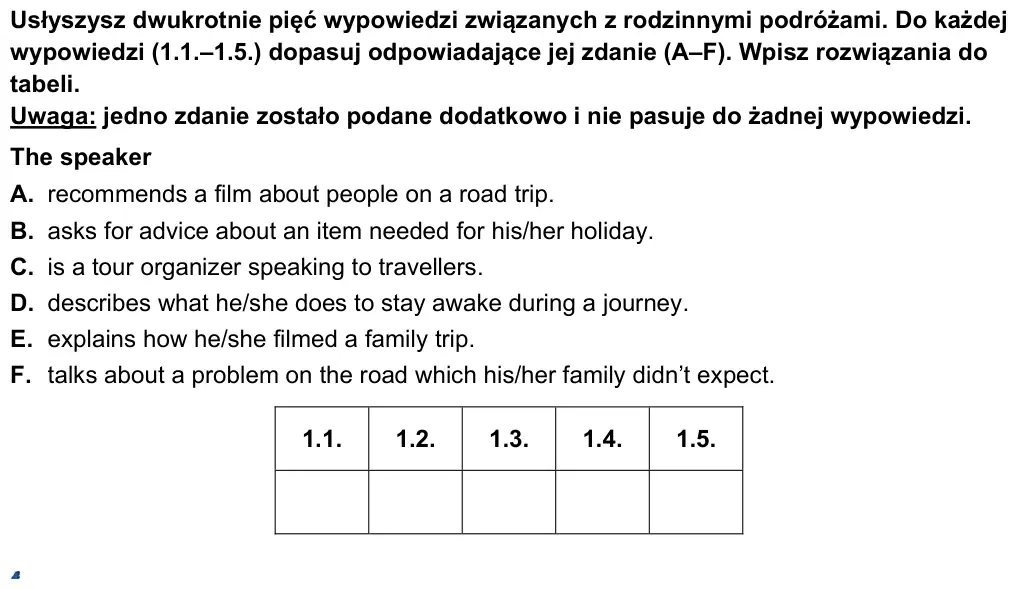 Usłyszysz dwukrotnie pięć wypowiedzi związanych z rodzinnymi podróżami. Do każdej
wypowiedzi (1.1.–1.5.) dopasuj odpowiadające jej zdanie (A–F). Wpisz rozwiązania do
tabeli.
Uwaga: jedno zdanie zostało podane dodatkowo i nie pasuje do żadnej wypowiedzi.
The speaker
A. recommends a film about people on a road trip.
B. asks for advice about an item needed for his/her holiday.
C. is a tour organizer speaking to travellers.
D. describes what he/she does to stay awake during a journey.
E. explains how he/she filmed a family trip.
F. talks about a problem on the road which his/her family didn’t expect.
1.1. 1.2. 1.3. 1.4. 1.5.